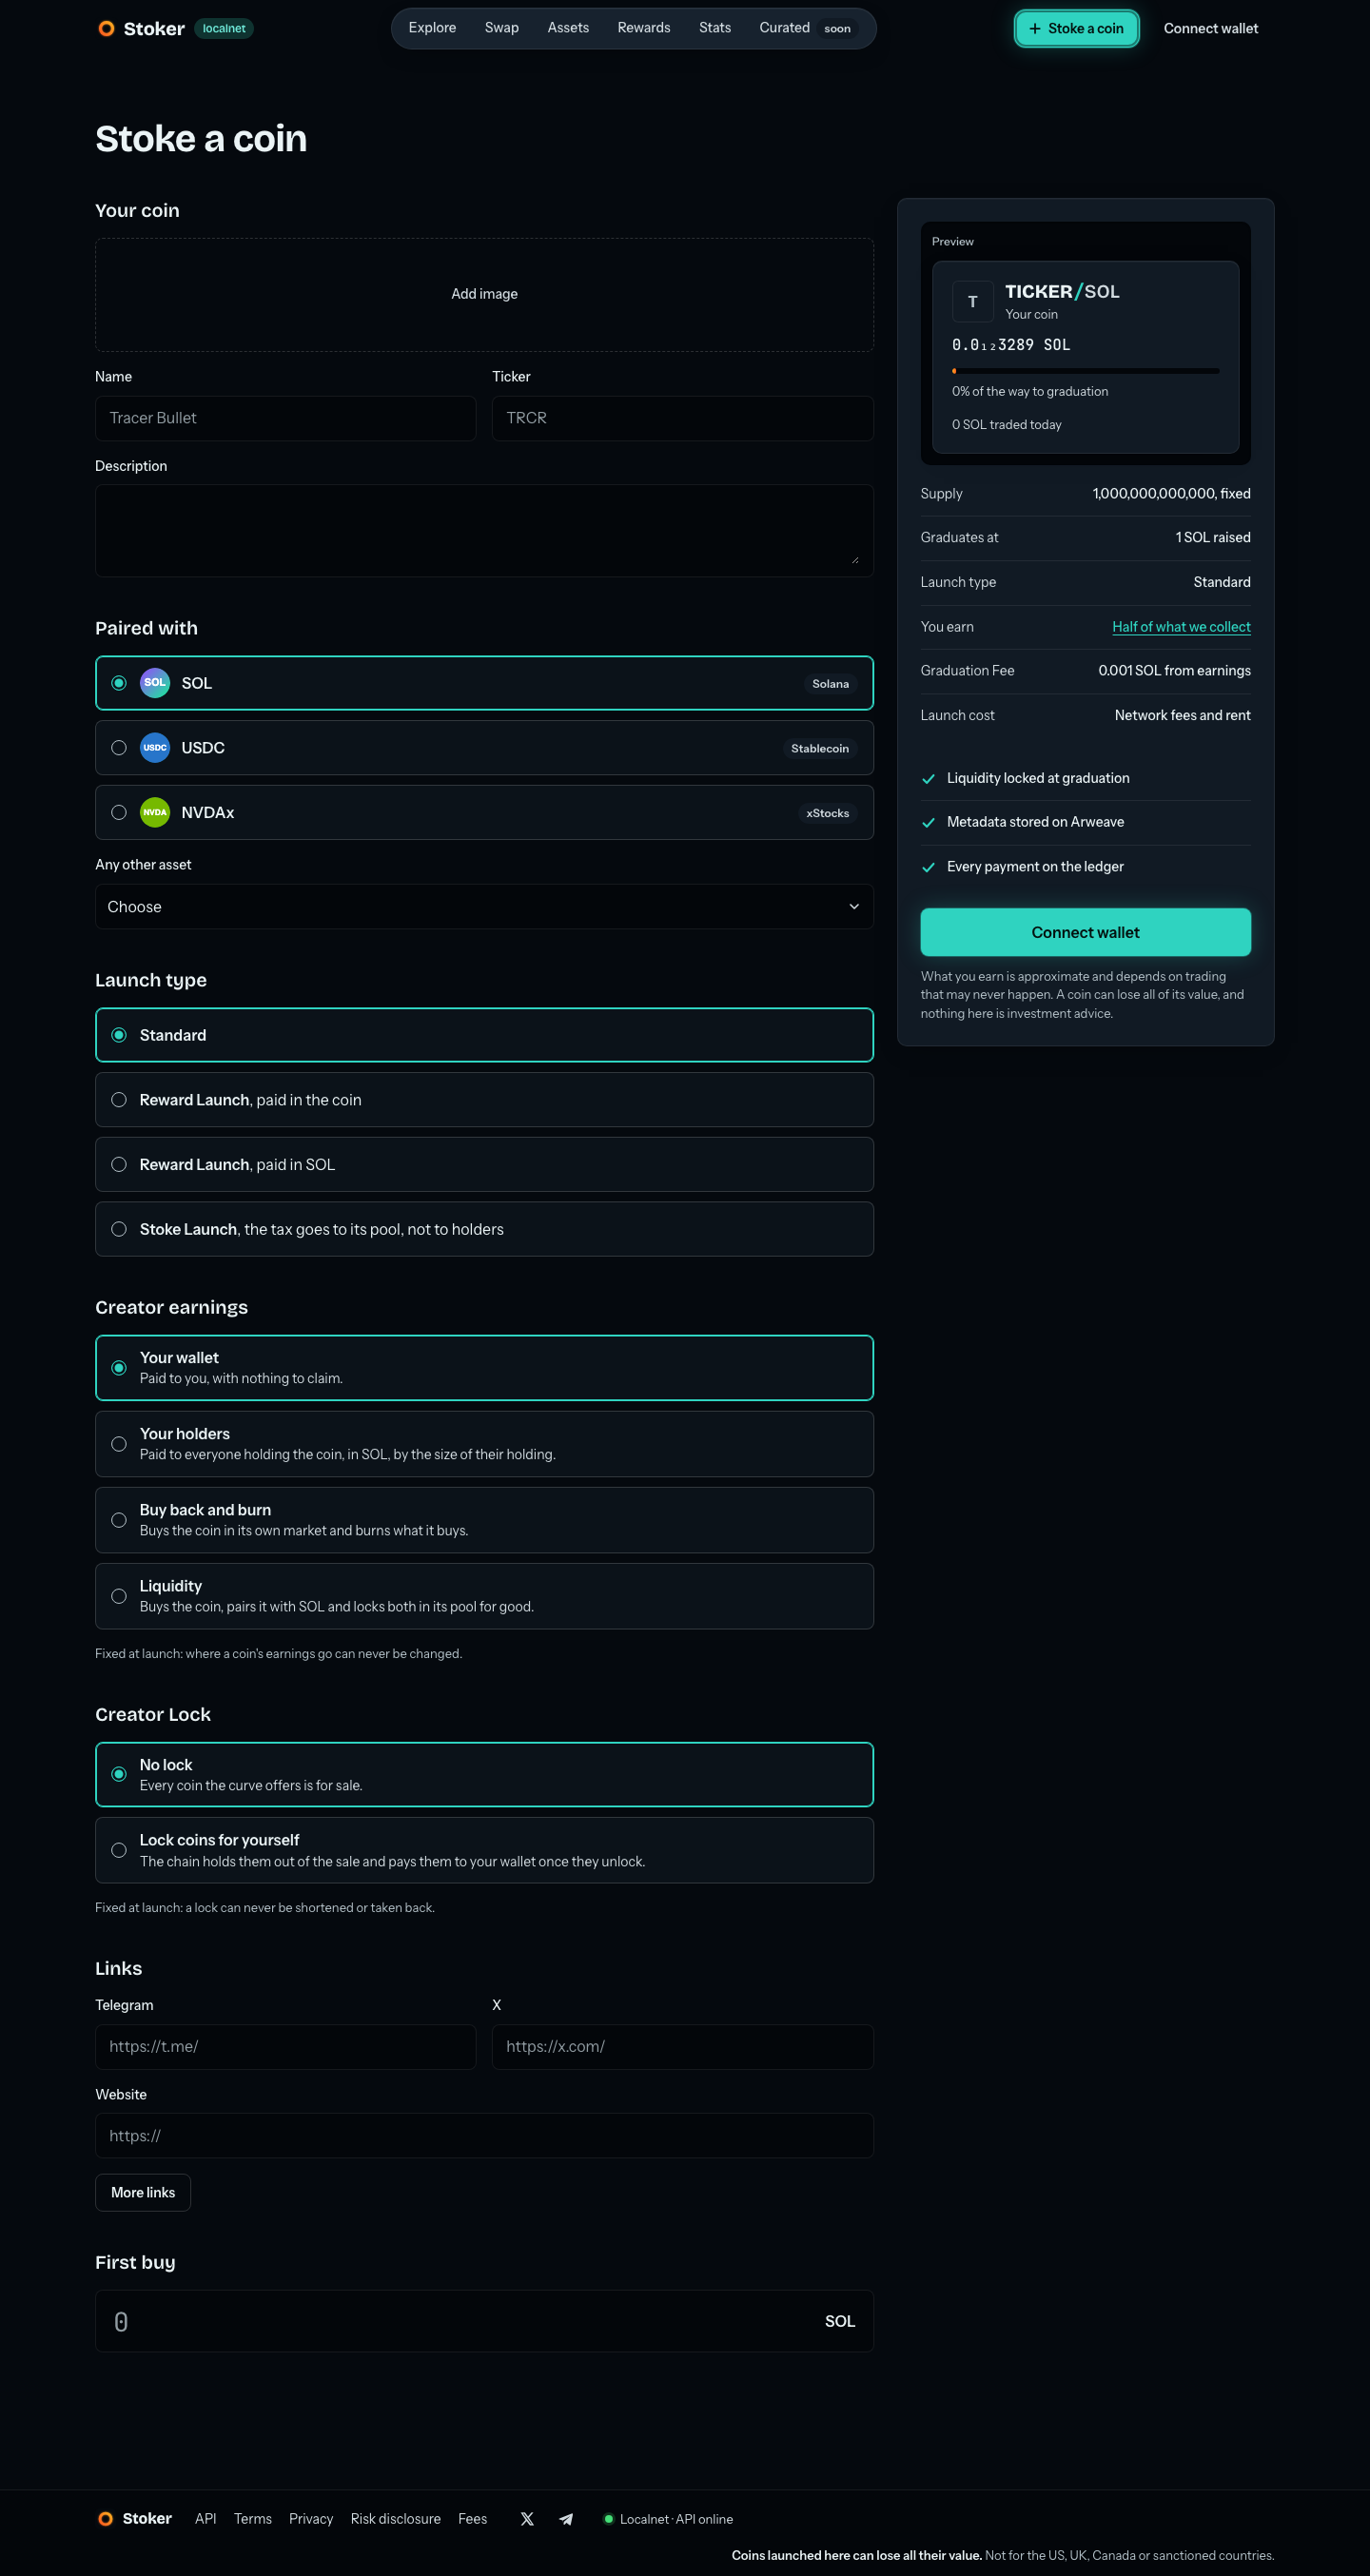 Stoker localnet
Explore Swap Assets Rewards Stats Curated soon
Stoke a coin Connect wallet
Stoke a coin
Your coin
Add image
Name Ticker
Tracer Bullet TRCR
Description
Paired with
SOL SOL Solana
USDC USDC Stablecoin
NVDA NVDAx xStocks
Any other asset
Choose
Launch type
Standard
Reward Launch, paid in the coin
Reward Launch, paid in SOL
Stoke Launch, the tax goes to its pool, not to holders
Creator earnings
Your wallet
Paid to you, with nothing to claim.
Your holders
Paid to everyone holding the coin, in SOL, by the size of their holding.
Buy back and burn
Buys the coin in its own market and burns what it buys.
Liquidity
Buys the coin, pairs it with SOL and locks both in its pool for good.
Fixed at launch: where a coin's earnings go can never be changed.
Creator Lock
No lock
Every coin the curve offers is for sale.
Lock coins for yourself
The chain holds them out of the sale and pays them to your wallet once they unlock.
Fixed at launch: a lock can never be shortened or taken back.
Links
Telegram X
https://t.me/ https://x.com/
Website
https://
More links
First buy
0 SOL
Preview
T TICKER/SOL
Your coin
0.0₁₂3289 SOL
0% of the way to graduation
0 SOL traded today
Supply 1,000,000,000,000, fixed
Graduates at 1 SOL raised
Launch type Standard
You earn Half of what we collect
Graduation Fee 0.001 SOL from earnings
Launch cost Network fees and rent
Liquidity locked at graduation
Metadata stored on Arweave
Every payment on the ledger
Connect wallet
What you earn is approximate and depends on trading
that may never happen. A coin can lose all of its value, and
nothing here is investment advice.
Stoker API Terms Privacy Risk disclosure Fees Localnet · API online
Coins launched here can lose all their value. Not for the US, UK, Canada or sanctioned countries.